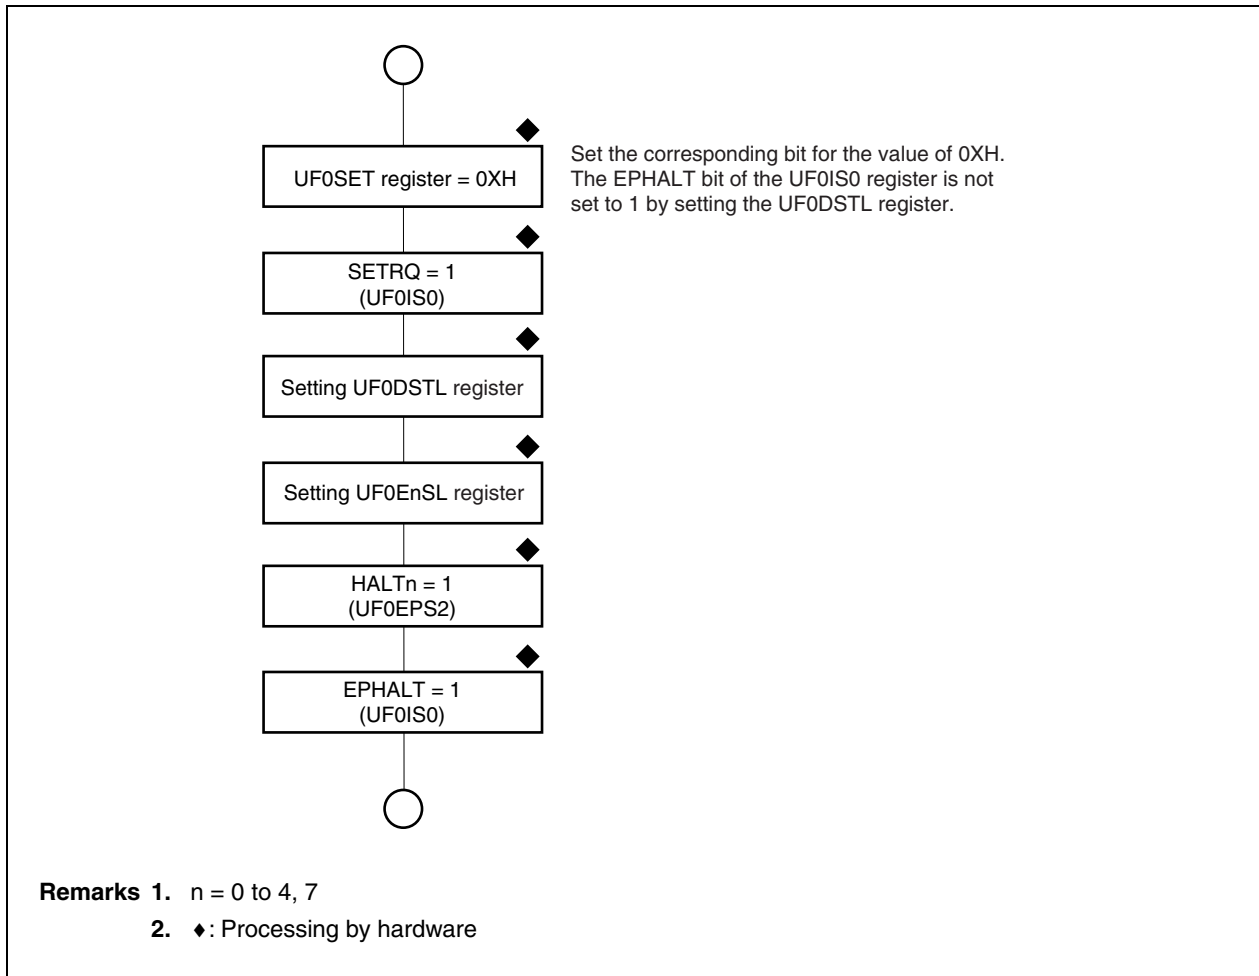 UF0SET register = 0XH
Set the corresponding bit for the value of 0XH.
The EPHALT bit of the UF0IS0 register is not
set to 1 by setting the UF0DSTL register.
SETRQ = 1
(UF0IS0)
Setting UF0DSTL register
Setting UF0EnSL register
HALTn = 1
(UF0EPS2)
EPHALT = 1
(UF0IS0)
Remarks 1. n = 0 to 4, 7
2. ♦: Processing by hardware